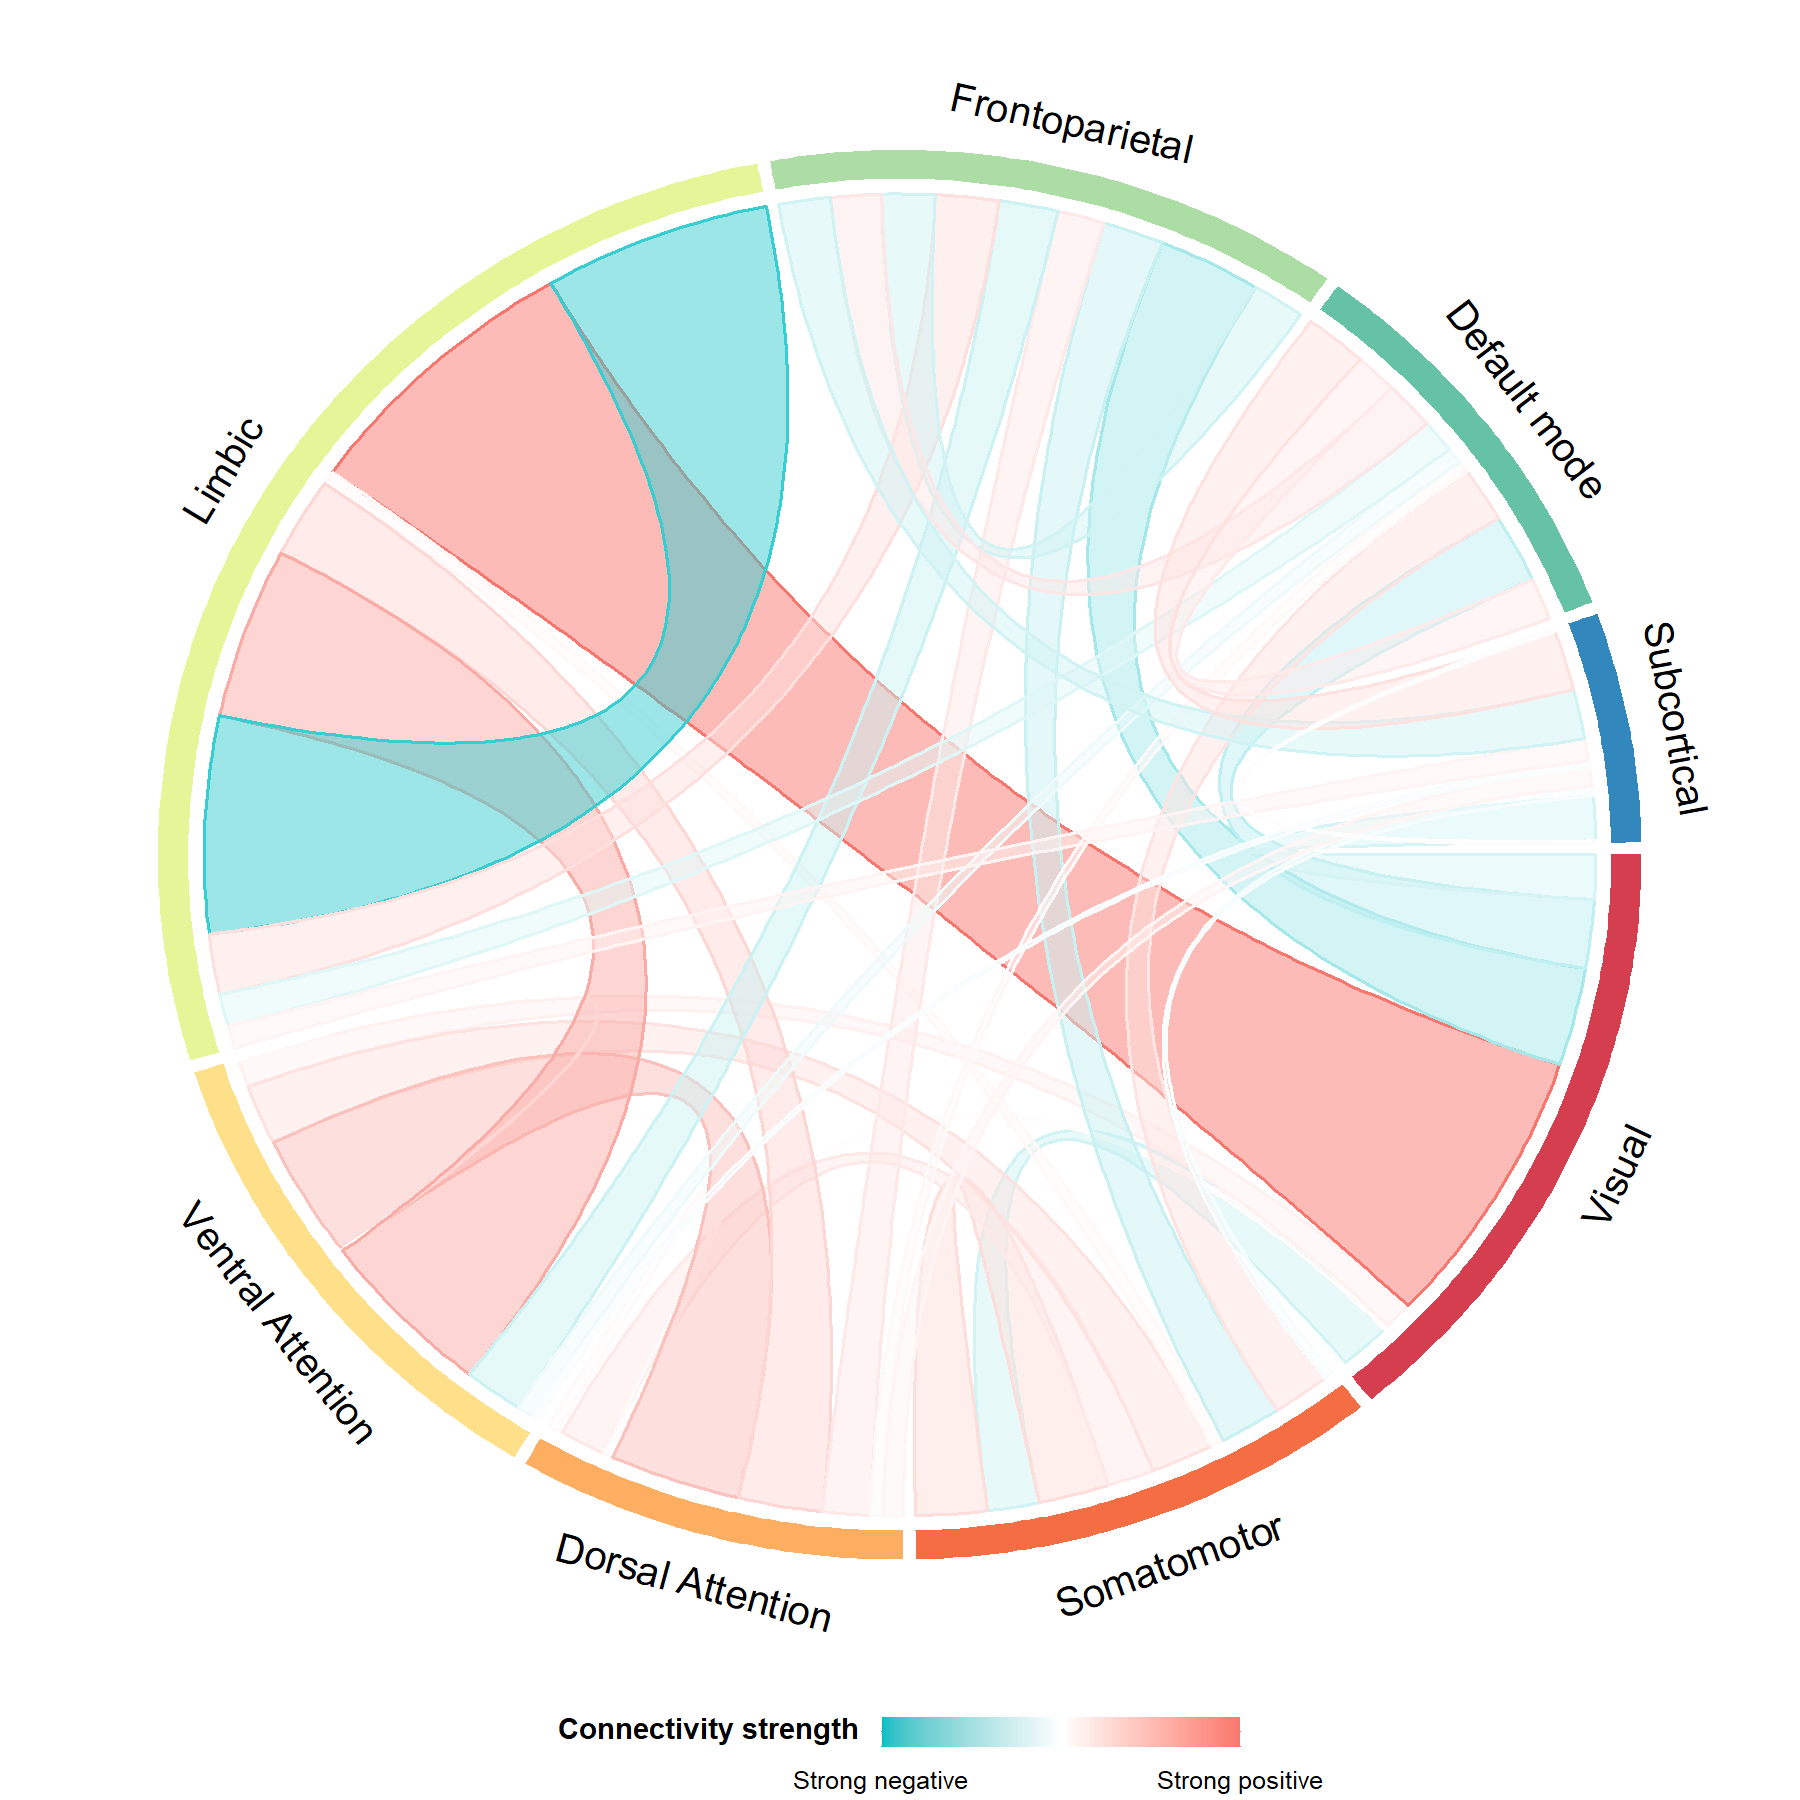 Frontoparietal
Default mode
Subcortical
Limbic
Visual
Ventral Attention
Dorsal Attention
Somatomotor
Connectivity strength
Strong negative
Strong positive